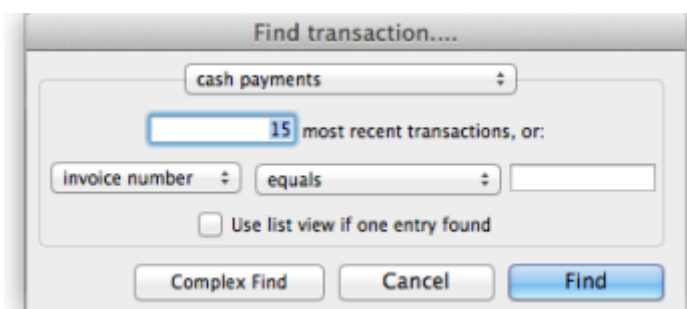 Find transaction....
cash payments
15 most recent transactions, or:
invoice number equals
Use list view if one entry found
Complex Find Cancel Find